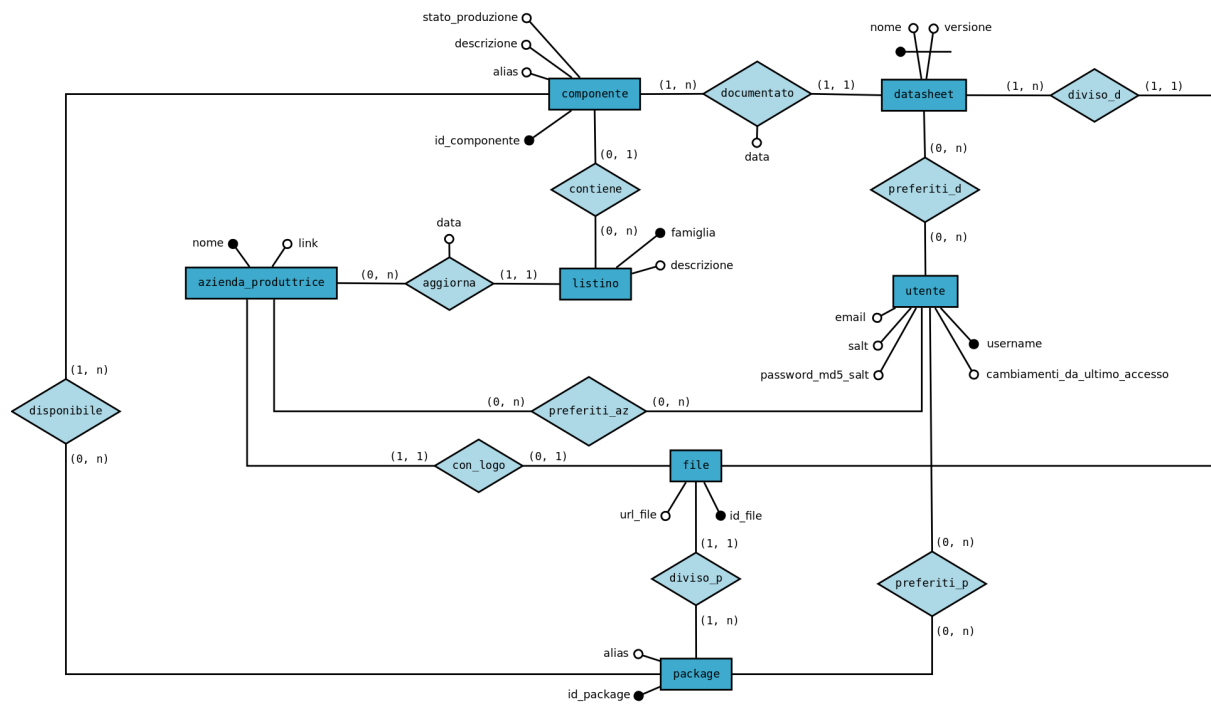 stato_produzione
nome
versione
descrizione
alias
(1, n)
(1, 1)
(1, n)
(1, 1)
componente
documentato
datasheet
diviso_d
id_componente
data
(0, 1)
(0, n)
contiene
preferiti_d
data
(0, n)
famiglia
(0, n)
nome
link
descrizione
(0, n)
(1, 1)
azienda_produttrice
aggiorna
listino
utente
email
salt
username
password_md5_salt
cambiamenti_da_ultimo_accesso
(1, n)
(0, n)
(0, n)
disponibile
preferiti_az
(0, n)
(1, 1)
(0, 1)
con_logo
file
url_file
id_file
(1, 1)
(0, n)
diviso_p
preferiti_p
(1, n)
(0, n)
alias
package
id_package